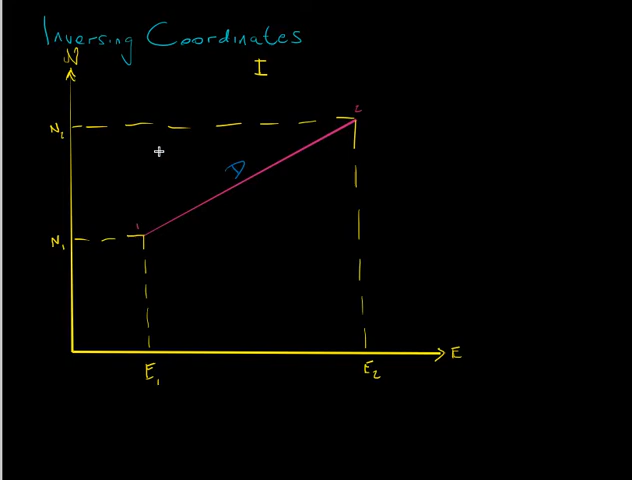 Inversing Coordinates
N
I
2
N₂
D
1
N₁
E
E₁
E₂